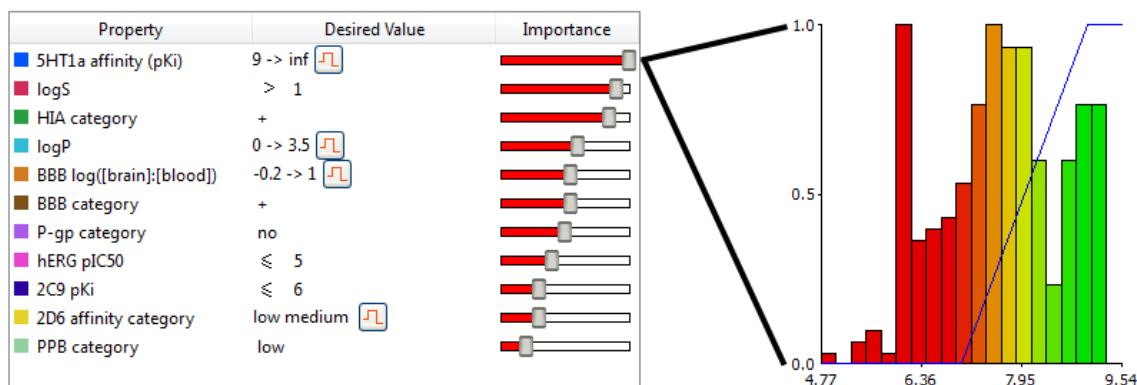 Property Desired Value Importance
5HT1a affinity (pKi) 9 -> inf
logS > 1
HIA category +
logP 0 -> 3.5
BBB log([brain]:[blood]) -0.2 -> 1
BBB category +
P-gp category no
hERG pIC50 ⩽ 5
2C9 pKi ⩽ 6
2D6 affinity category low medium
PPB category low
1.0
0.5
0.0
4.77 6.36 7.95 9.54